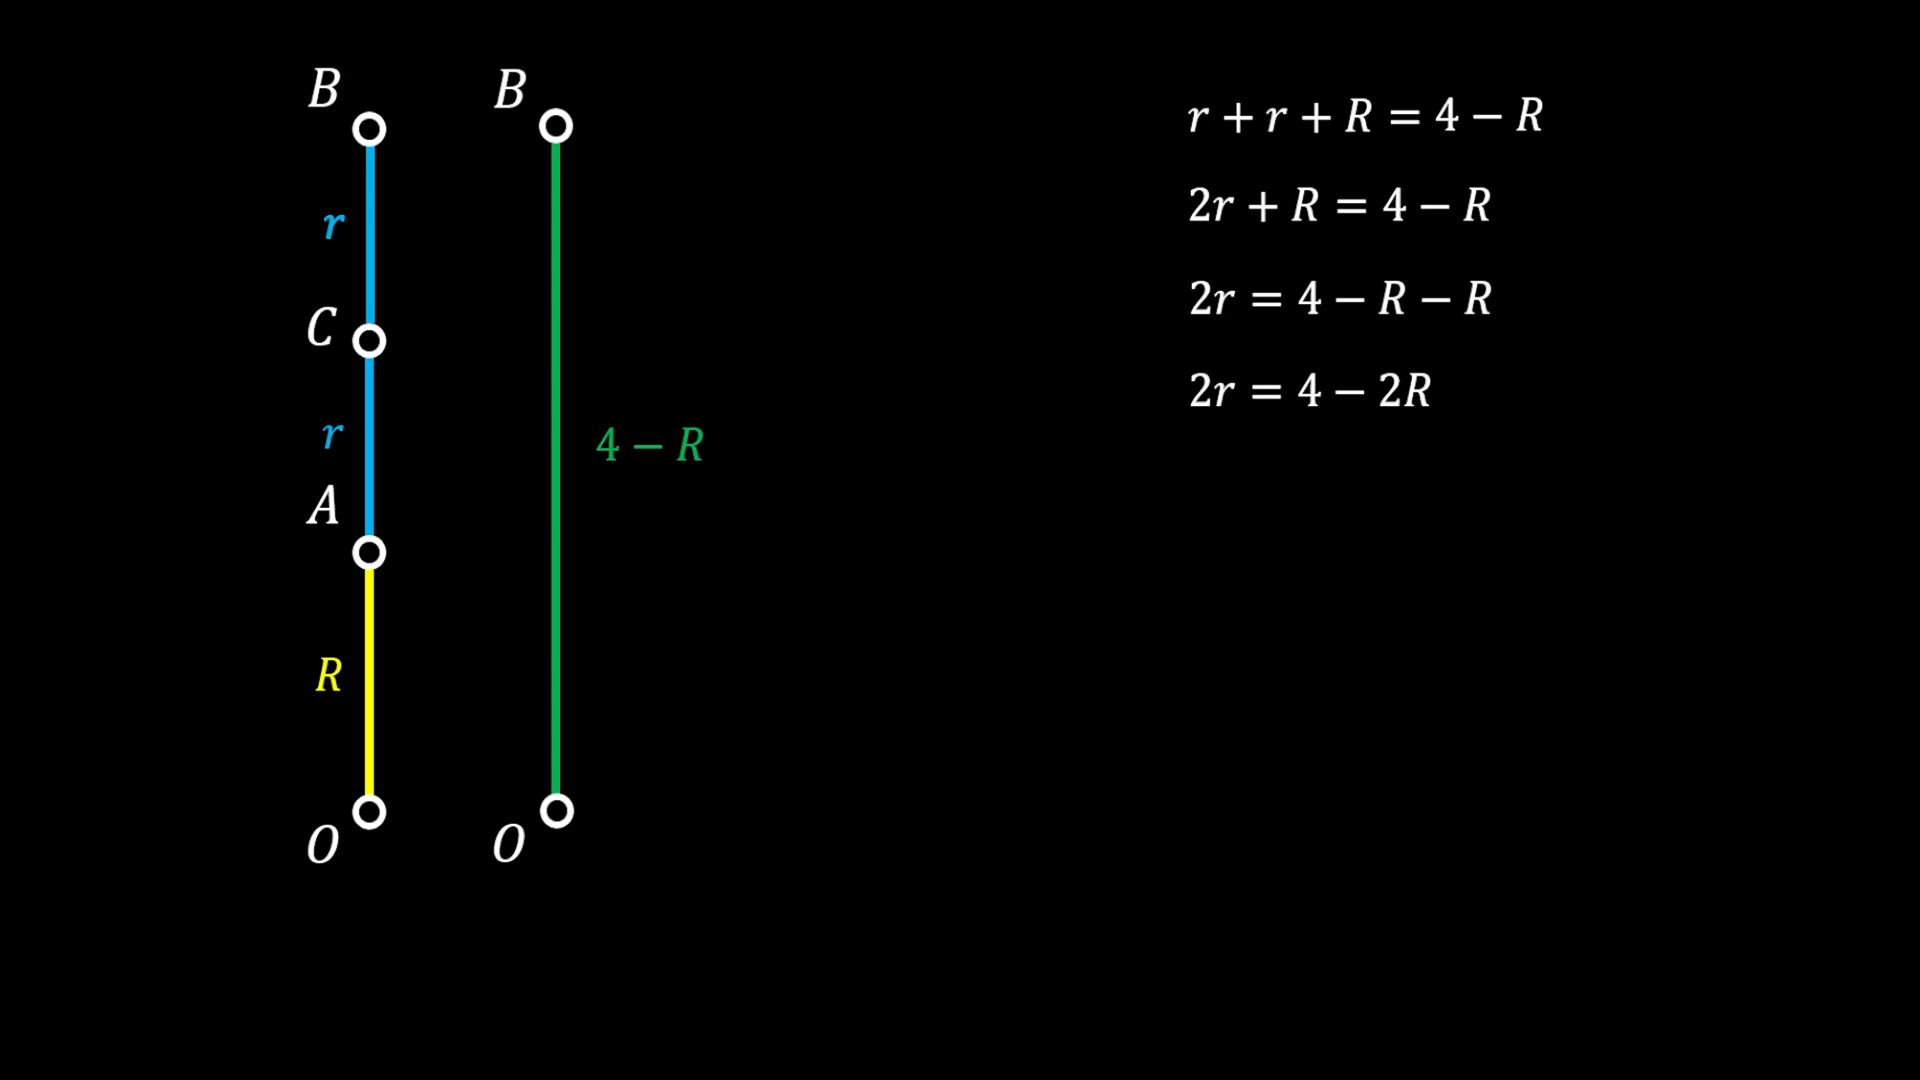 B
r
C
r
A
R
O
B
4 − R
O
r + r + R = 4 − R
2r + R = 4 − R
2r = 4 − R − R
2r = 4 − 2R